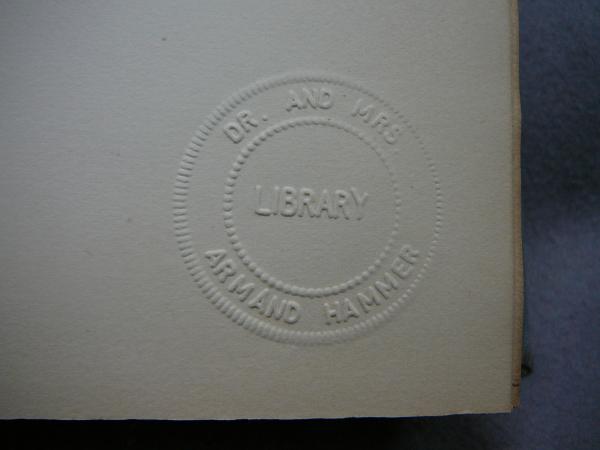 DR. AND MRS.
LIBRARY
ARMAND HAMMER